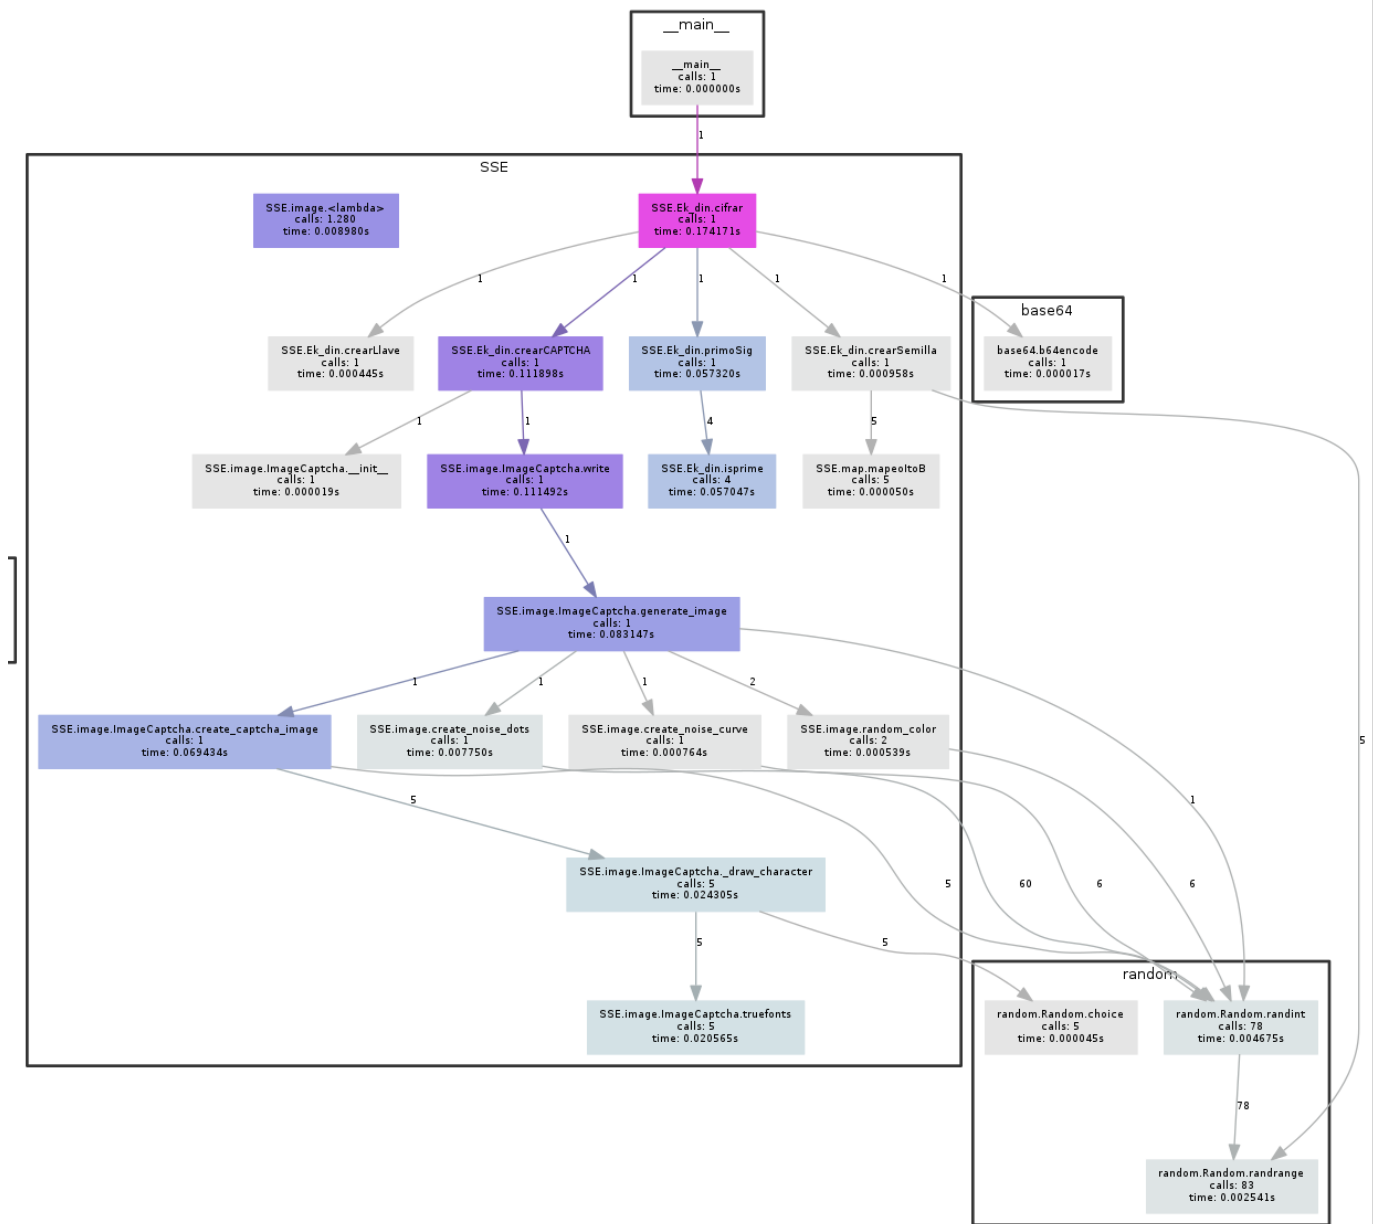 __main__
__main__
calls: 1
time: 0.000000s
1
SSE
SSE.image.<lambda>
calls: 1.280
time: 0.008980s
SSE.Ek_din.cifrar
calls: 1
time: 0.174171s
1
1
1
1
1
base64
SSE.Ek_din.crearLlave
calls: 1
time: 0.000445s
SSE.Ek_din.crearCAPTCHA
calls: 1
time: 0.111898s
SSE.Ek_din.primoSig
calls: 1
time: 0.057320s
SSE.Ek_din.crearSemilla
calls: 1
time: 0.000958s
base64.b64encode
calls: 1
time: 0.000017s
1
1
4
5
SSE.image.ImageCaptcha.__init__
calls: 1
time: 0.000019s
SSE.image.ImageCaptcha.write
calls: 1
time: 0.111492s
SSE.Ek_din.isprime
calls: 4
time: 0.057047s
SSE.map.mapeoItoB
calls: 5
time: 0.000050s
1
SSE.image.ImageCaptcha.generate_image
calls: 1
time: 0.083147s
1
1
1
2
SSE.image.ImageCaptcha.create_captcha_image
calls: 1
time: 0.069434s
SSE.image.create_noise_dots
calls: 1
time: 0.007750s
SSE.image.create_noise_curve
calls: 1
time: 0.000764s
SSE.image.random_color
calls: 2
time: 0.000539s
5
5
1
SSE.image.ImageCaptcha._draw_character
calls: 5
time: 0.024305s
5
60
6
6
5
5
random
SSE.image.ImageCaptcha.truefonts
calls: 5
time: 0.020565s
random.Random.choice
calls: 5
time: 0.000045s
random.Random.randint
calls: 78
time: 0.004675s
78
random.Random.randrange
calls: 83
time: 0.002541s